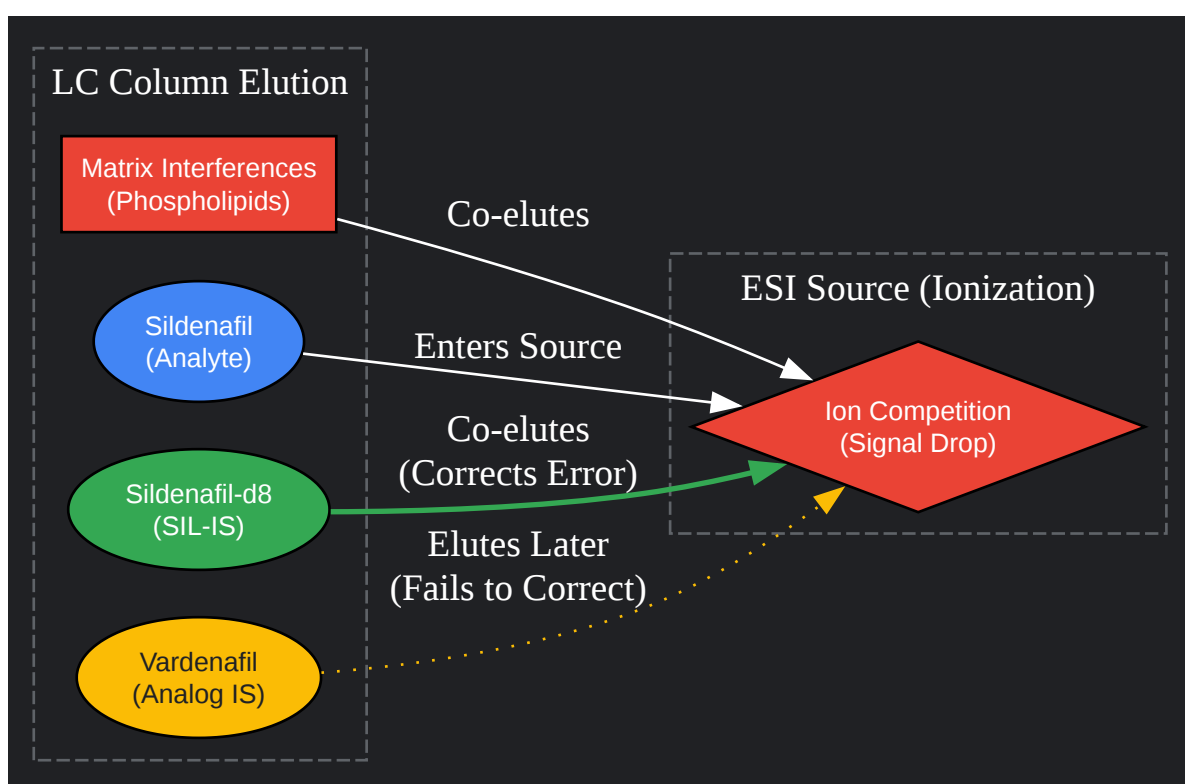 LC Column Elution
Matrix Interferences
(Phospholipids)
Co-elutes
ESI Source (Ionization)
Sildenafil
(Analyte)
Enters Source
Ion Competition
(Signal Drop)
Co-elutes
(Corrects Error)
Sildenafil-d8
(SIL-IS)
Elutes Later
(Fails to Correct)
Vardenafil
(Analog IS)